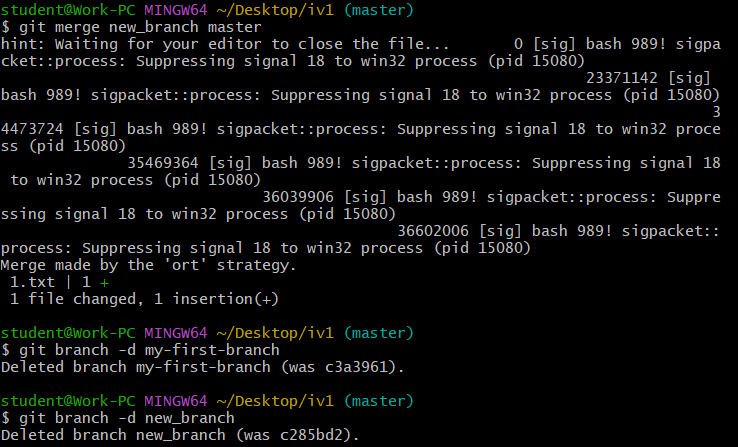 student@Work-PC MINGW64 ~/Desktop/iv1 (master)
$ git merge new_branch master
hint: Waiting for your editor to close the file...      0 [sig] bash 989! sigpa
cket::process: Suppressing signal 18 to win32 process (pid 15080)
23371142 [sig]
bash 989! sigpacket::process: Suppressing signal 18 to win32 process (pid 15080)
3
4473724 [sig] bash 989! sigpacket::process: Suppressing signal 18 to win32 proce
ss (pid 15080)
35469364 [sig] bash 989! sigpacket::process: Suppressing signal 18
to win32 process (pid 15080)
36039906 [sig] bash 989! sigpacket::process: Suppre
ssing signal 18 to win32 process (pid 15080)
36602006 [sig] bash 989! sigpacket::
process: Suppressing signal 18 to win32 process (pid 15080)
Merge made by the 'ort' strategy.
1.txt | 1 +
1 file changed, 1 insertion(+)
student@Work-PC MINGW64 ~/Desktop/iv1 (master)
$ git branch -d my-first-branch
Deleted branch my-first-branch (was c3a3961).
student@Work-PC MINGW64 ~/Desktop/iv1 (master)
$ git branch -d new_branch
Deleted branch new_branch (was c285bd2).